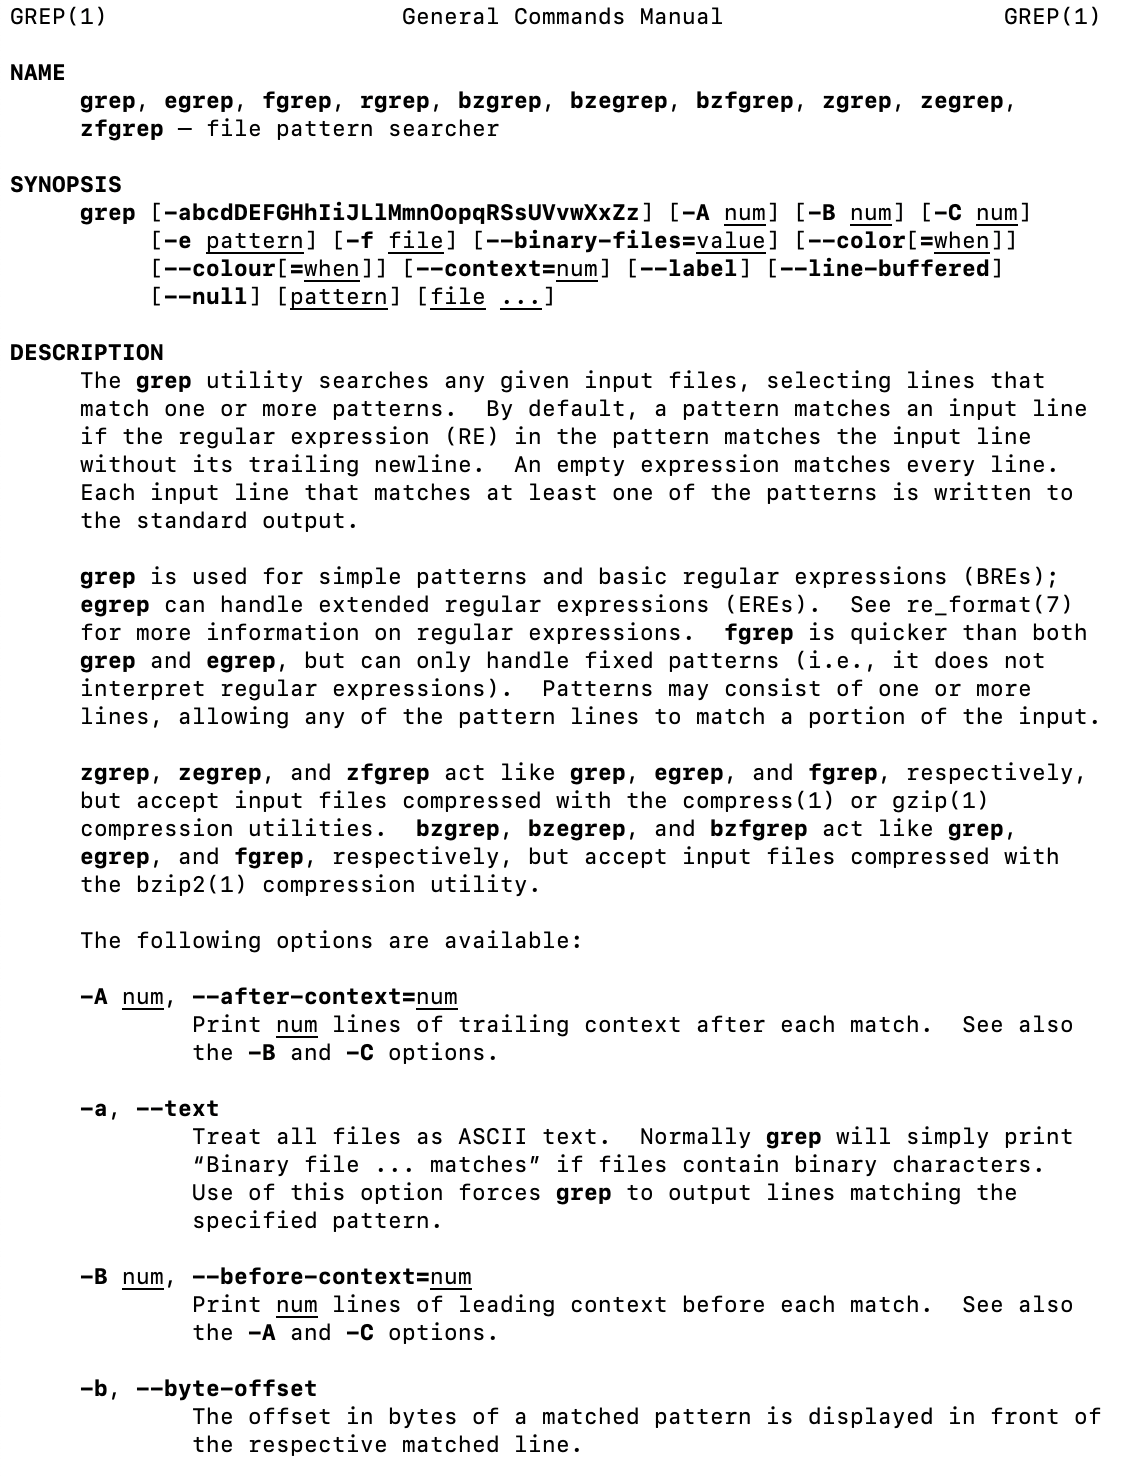 GREP(1) General Commands Manual GREP(1)
NAME
grep, egrep, fgrep, rgrep, bzgrep, bzegrep, bzfgrep, zgrep, zegrep,
zfgrep – file pattern searcher
SYNOPSIS
grep [-abcdDEFGHhIiJLlMmnOopqRSsUVvwXxZz] [-A num] [-B num] [-C num]
[-e pattern] [-f file] [--binary-files=value] [--color[=when]]
[--colour[=when]] [--context=num] [--label] [--line-buffered]
[--null] [pattern] [file ...]
DESCRIPTION
The grep utility searches any given input files, selecting lines that
match one or more patterns.  By default, a pattern matches an input line
if the regular expression (RE) in the pattern matches the input line
without its trailing newline.  An empty expression matches every line.
Each input line that matches at least one of the patterns is written to
the standard output.
grep is used for simple patterns and basic regular expressions (BREs);
egrep can handle extended regular expressions (EREs).  See re_format(7)
for more information on regular expressions.  fgrep is quicker than both
grep and egrep, but can only handle fixed patterns (i.e., it does not
interpret regular expressions).  Patterns may consist of one or more
lines, allowing any of the pattern lines to match a portion of the input.
zgrep, zegrep, and zfgrep act like grep, egrep, and fgrep, respectively,
but accept input files compressed with the compress(1) or gzip(1)
compression utilities.  bzgrep, bzegrep, and bzfgrep act like grep,
egrep, and fgrep, respectively, but accept input files compressed with
the bzip2(1) compression utility.
The following options are available:
-A num, --after-context=num
Print num lines of trailing context after each match.  See also
the -B and -C options.
-a, --text
Treat all files as ASCII text.  Normally grep will simply print
“Binary file ... matches” if files contain binary characters.
Use of this option forces grep to output lines matching the
specified pattern.
-B num, --before-context=num
Print num lines of leading context before each match.  See also
the -A and -C options.
-b, --byte-offset
The offset in bytes of a matched pattern is displayed in front of
the respective matched line.